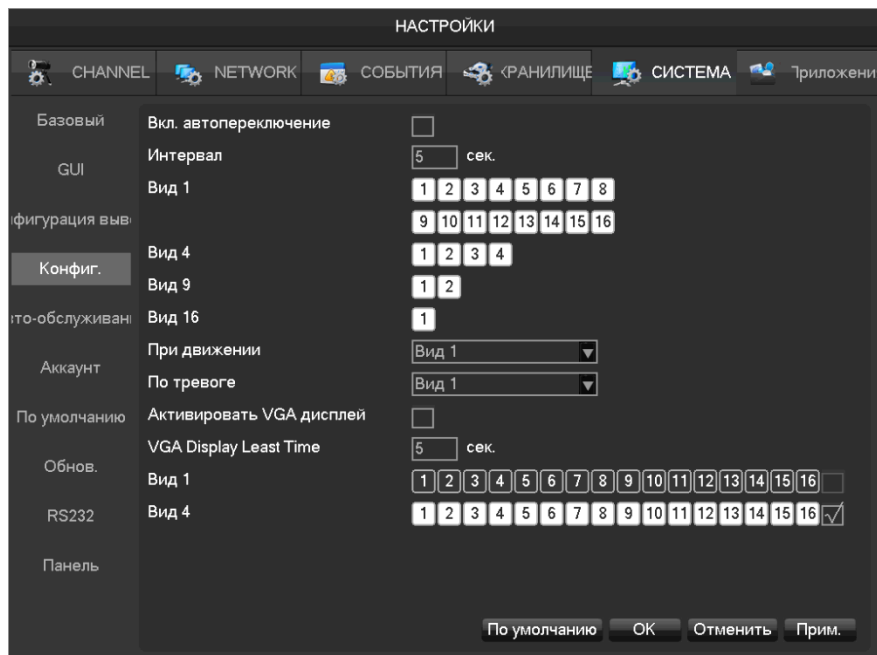 НАСТРОЙКИ
CHANNEL NETWORK СОБЫТИЯ ХРАНИЛИЩЕ СИСТЕМА Приложени
Базовый
GUI
фигурация выв
Конфиг.
то-обслуживан
Аккаунт
По умолчанию
Обнов.
RS232
Панель
Вкл. автопереключение
Интервал 5 сек.
Вид 1 1 2 3 4 5 6 7 8
9 10 11 12 13 14 15 16
Вид 4 1 2 3 4
Вид 9 1 2
Вид 16 1
При движении Вид 1
По тревоге Вид 1
Активировать VGA дисплей
VGA Display Least Time 5 сек.
Вид 1 1 2 3 4 5 6 7 8 9 10 11 12 13 14 15 16
Вид 4 1 2 3 4 5 6 7 8 9 10 11 12 13 14 15 16
По умолчанию OK Отменить Прим.